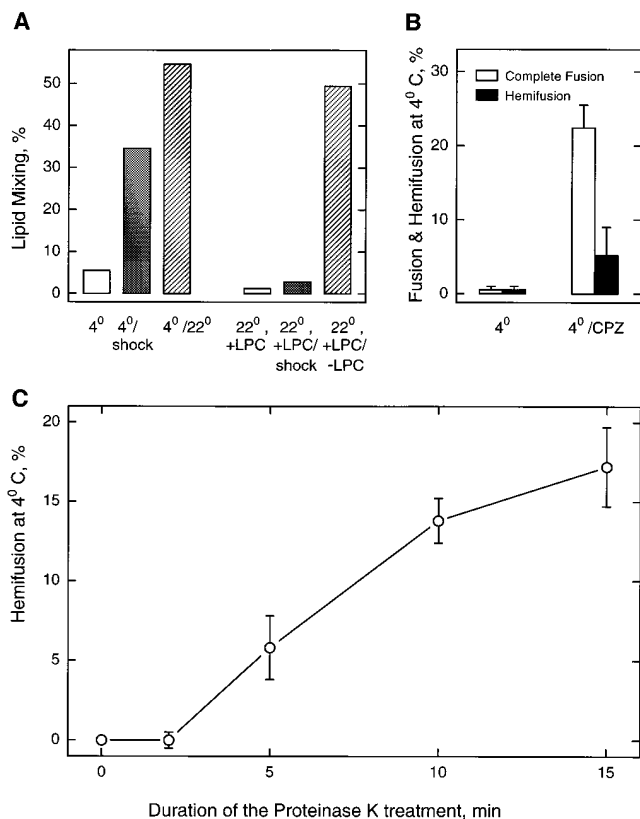 A
Lipid Mixing, %
50
40
30
20
10
0
4⁰
4⁰/
shock
4⁰/22⁰
22⁰,
+LPC
22⁰,
+LPC/
shock
22⁰,
+LPC/
-LPC
B
Fusion & Hemifusion at 4⁰ C, %
30
20
10
0
Complete Fusion
Hemifusion
4⁰
4⁰/CPZ
C
Hemifusion at 4⁰ C, %
20
15
10
5
0
0
5
10
15
Duration of the Proteinase K treatment, min